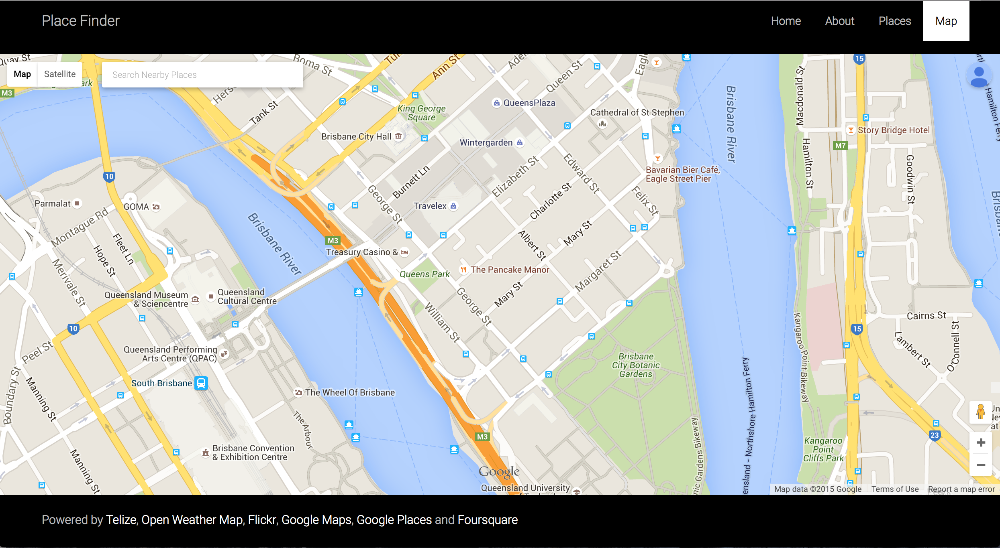 Place Finder
Home
About
Places
Map
Quay St
Map
Satellite
Search Nearby Places
M3
Roma St
Ann St
Queen St
15
Tank St
King George
Square
QueensPlaza
Cathedral of St Stephen
Brisbane River
Macdonald St
Story Bridge Hotel
Brisbane City Hall
Wintergarden
M7
Hamilton St
Goodwin St
Bavarian Bier Café,
Eagle Street Pier
Edward St
Elizabeth St
Burnett Ln
10
George St
Charlotte St
Felix St
Parmalat
GOMA
Travelex
Montague Rd
Brisbane River
Fleet Ln
Hope St
M3
Albert St
Mary St
Treasury Casino &
Margaret St
Merivale St
Queens Park
The Pancake Manor
Queensland Museum
& Sciencentre
Queensland
Cultural Centre
Mary St
George St
William St
Cairns St
10
15
Peel St
Lambert St
O'Connell St
Kangaroo Point Bikeway
Queensland Performing
Arts Centre (QPAC)
Brisbane
City Botanic
Gardens
Boundary St
Manning St
South Brisbane
The Wheel Of Brisbane
The Arbour
- Northshore Hamilton Ferry
Gardens Bikeway
M3
23
Kangaroo
Point
Cliffs Park
Brisbane Convention
& Exhibition Centre
Manning St
Google
Queensland University
Map data ©2015 Google
Terms of Use
Report a map error
Powered by Telize, Open Weather Map, Flickr, Google Maps, Google Places and Foursquare